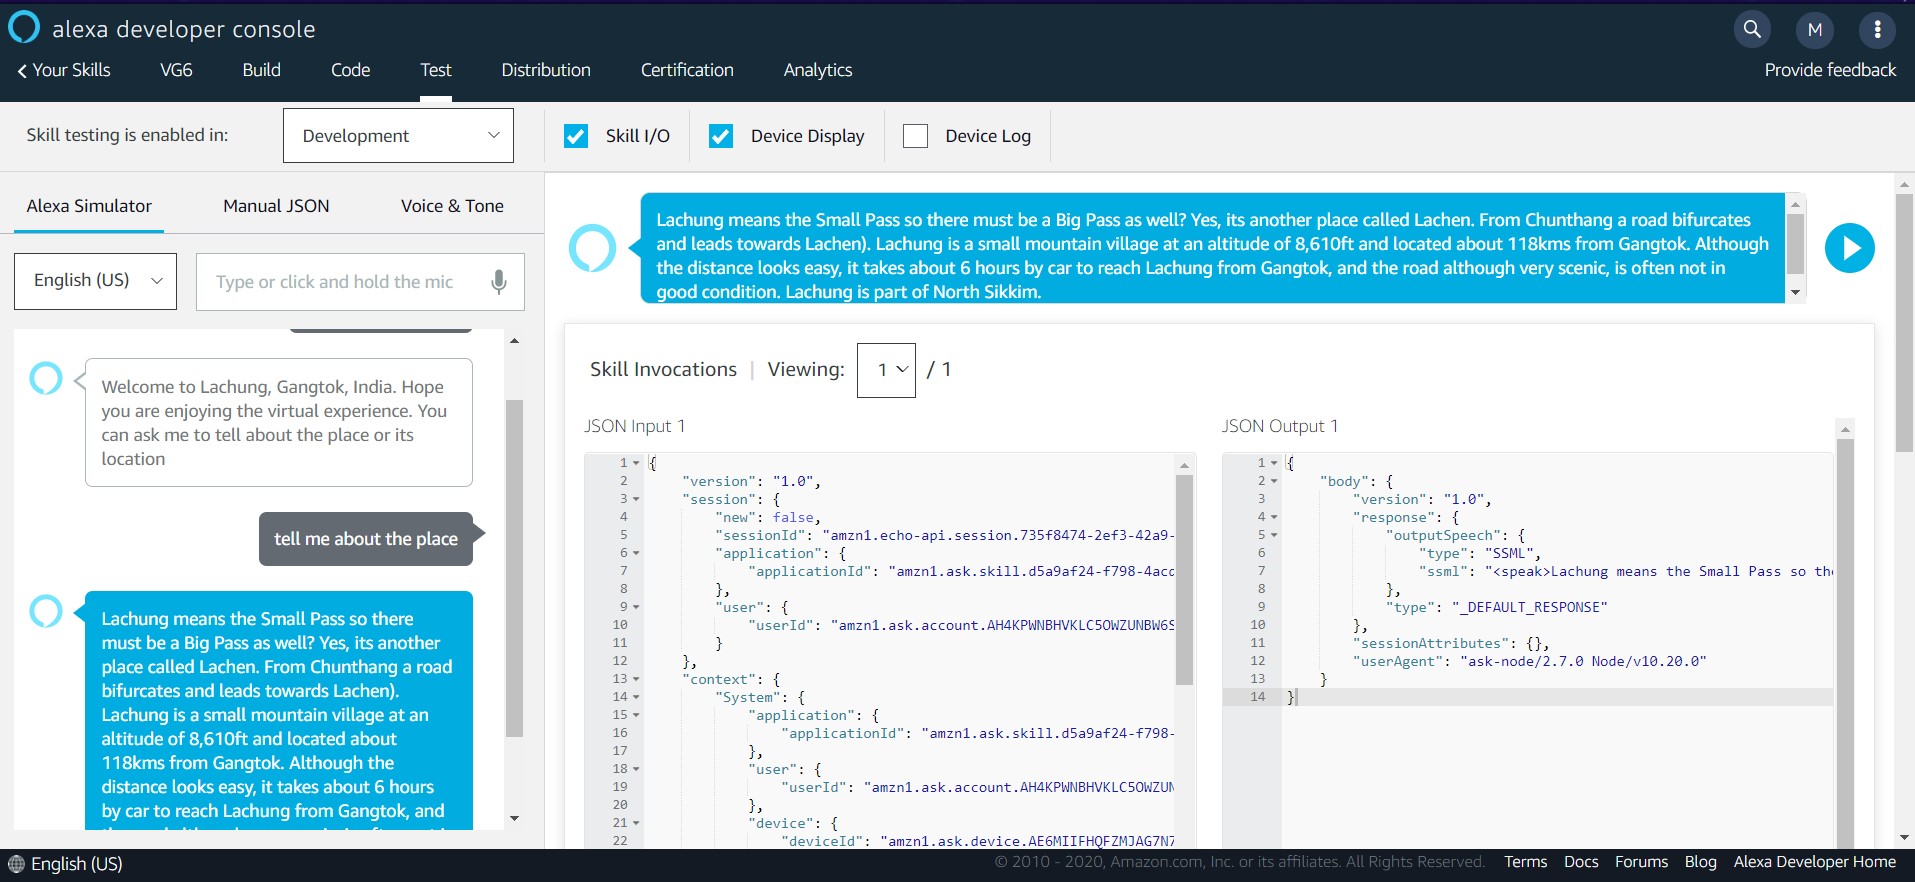 alexa developer console
M
Your Skills
VG6
Build
Code
Test
Distribution
Certification
Analytics
Provide feedback
Skill testing is enabled in:
Development
Skill I/O
Device Display
Device Log
Alexa Simulator
Manual JSON
Voice & Tone
English (US)
Type or click and hold the mic
Welcome to Lachung, Gangtok, India. Hope
you are enjoying the virtual experience. You
can ask me to tell about the place or its
location
tell me about the place
Lachung means the Small Pass so there
must be a Big Pass as well? Yes, its another
place called Lachen. From Chunthang a road
bifurcates and leads towards Lachen).
Lachung is a small mountain village at an
altitude of 8,610ft and located about
118kms from Gangtok. Although the
distance looks easy, it takes about 6 hours
by car to reach Lachung from Gangtok, and
Lachung means the Small Pass so there must be a Big Pass as well? Yes, its another place called Lachen. From Chunthang a road bifurcates
and leads towards Lachen). Lachung is a small mountain village at an altitude of 8,610ft and located about 118kms from Gangtok. Although
the distance looks easy, it takes about 6 hours by car to reach Lachung from Gangtok, and the road although very scenic, is often not in
good condition. Lachung is part of North Sikkim.
Skill Invocations | Viewing: 1 / 1
JSON Input 1
1 {
2 "version": "1.0",
3 "session": {
4 "new": false,
5 "sessionId": "amzn1.echo-api.session.735f8474-2ef3-42a9-
6 "application": {
7 "applicationId": "amzn1.ask.skill.d5a9af24-f798-4acc
8 },
9 "user": {
10 "userId": "amzn1.ask.account.AH4KPWNBHVKLC5OWZUNBW6S
11 }
12 },
13 "context": {
14 "System": {
15 "application": {
16 "applicationId": "amzn1.ask.skill.d5a9af24-f798-
17 },
18 "user": {
19 "userId": "amzn1.ask.account.AH4KPWNBHVKLC5OWZUN
20 },
21 "device": {
22 "deviceId": "amzn1.ask.device.AE6MIIFHQFZMJAG7N7
JSON Output 1
1 {
2 "body": {
3 "version": "1.0",
4 "response": {
5 "outputSpeech": {
6 "type": "SSML",
7 "ssml": "<speak>Lachung means the Small Pass so the
8 },
9 "type": "_DEFAULT_RESPONSE"
10 },
11 "sessionAttributes": {},
12 "userAgent": "ask-node/2.7.0 Node/v10.20.0"
13 }
14 }
English (US)
© 2010 - 2020, Amazon.com, Inc. or its affiliates. All Rights Reserved.
Terms
Docs
Forums
Blog
Alexa Developer Home